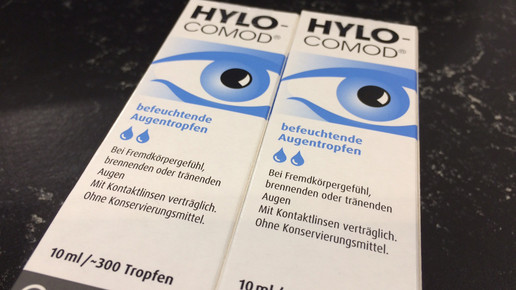 HYLO-
COMOD®
befeuchtende
Augentropfen
Bei Fremdkörpergefühl,
brennenden oder tränenden
Augen
Mit Kontaktlinsen verträglich.
Ohne Konservierungsmittel.
10 ml / ~300 Tropfen
HYLO-
COMOD®
befeuchtende
Augentropfen
Bei Fremdkörpergefühl,
brennenden oder tränenden
Augen
Mit Kontaktlinsen verträglich.
Ohne Konservierungsmittel.
10 ml